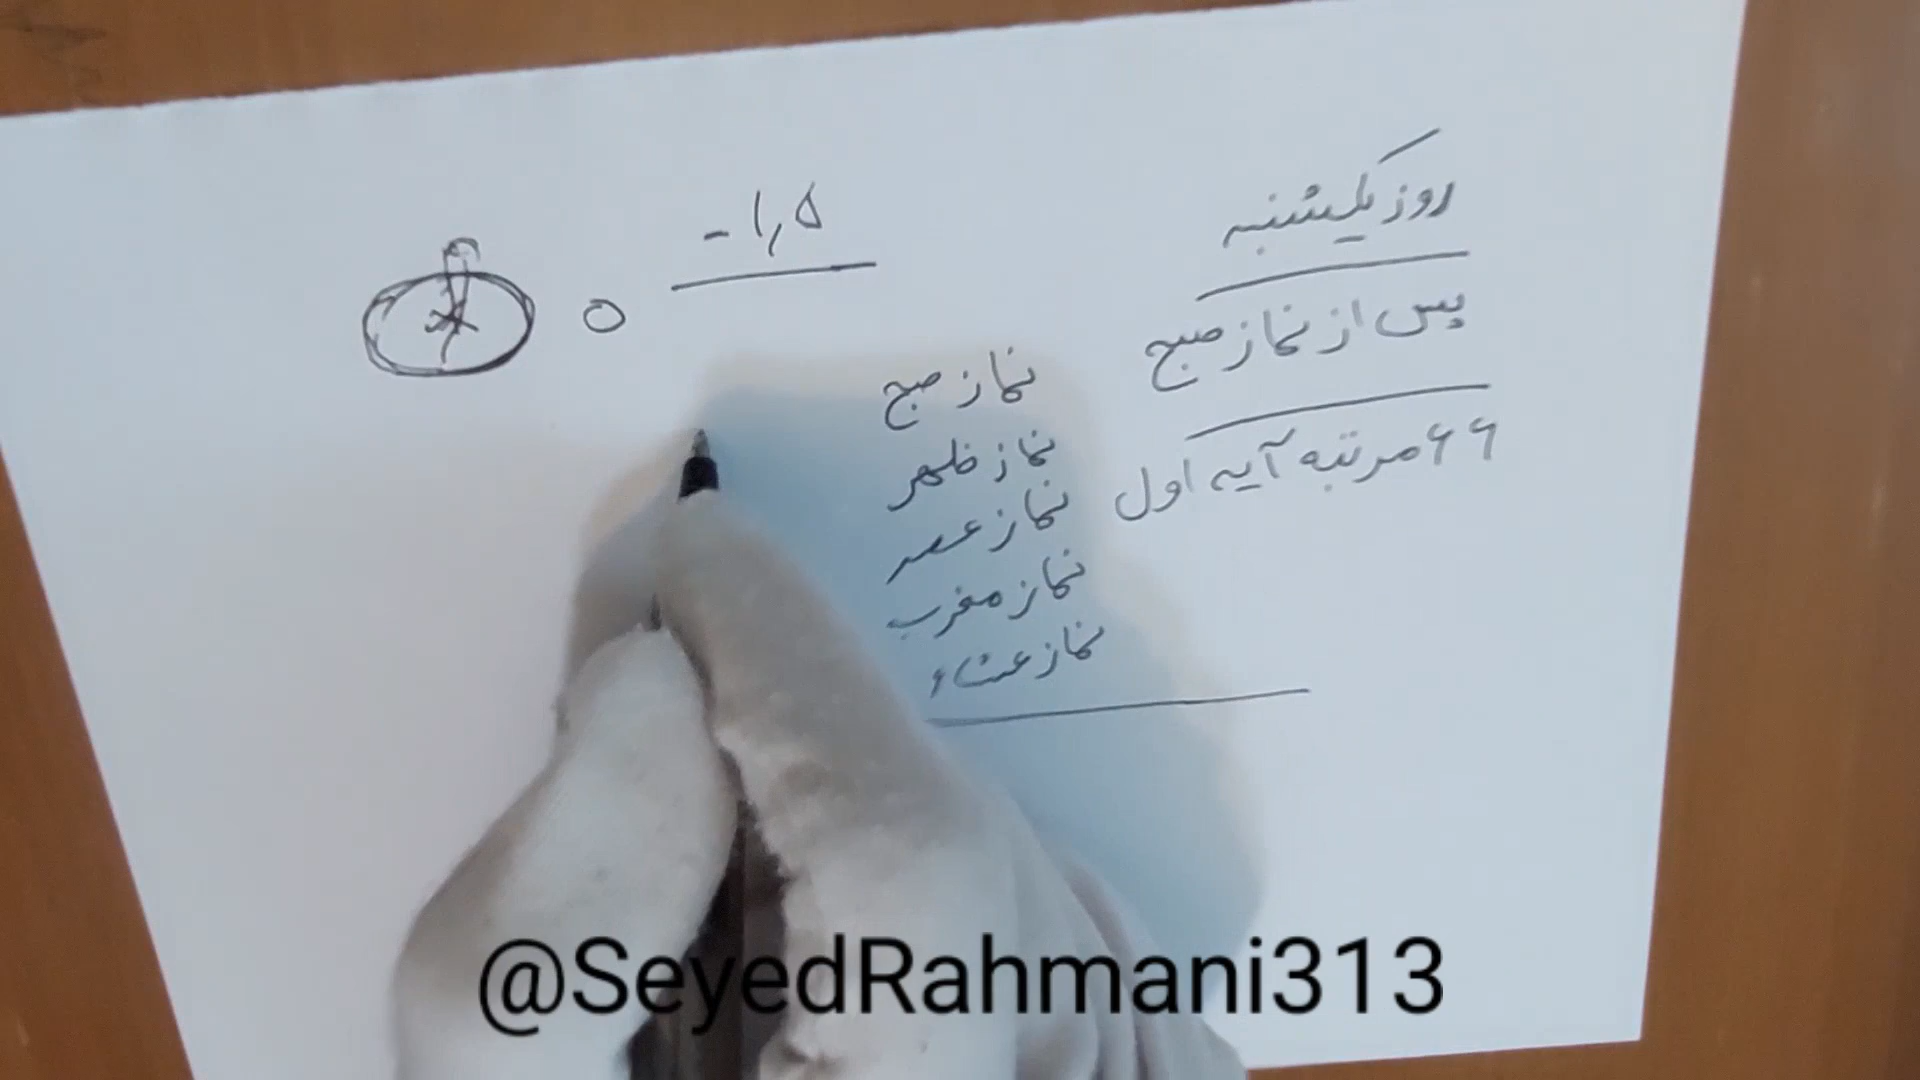 روز یکشنبه
پس از نماز صبح
۶۶ مرتبه آیه اول
-۱,۵
نماز صبح
نماز ظهر
نماز عصر
نماز مغرب
نماز عشاء
@SeyedRahmani313